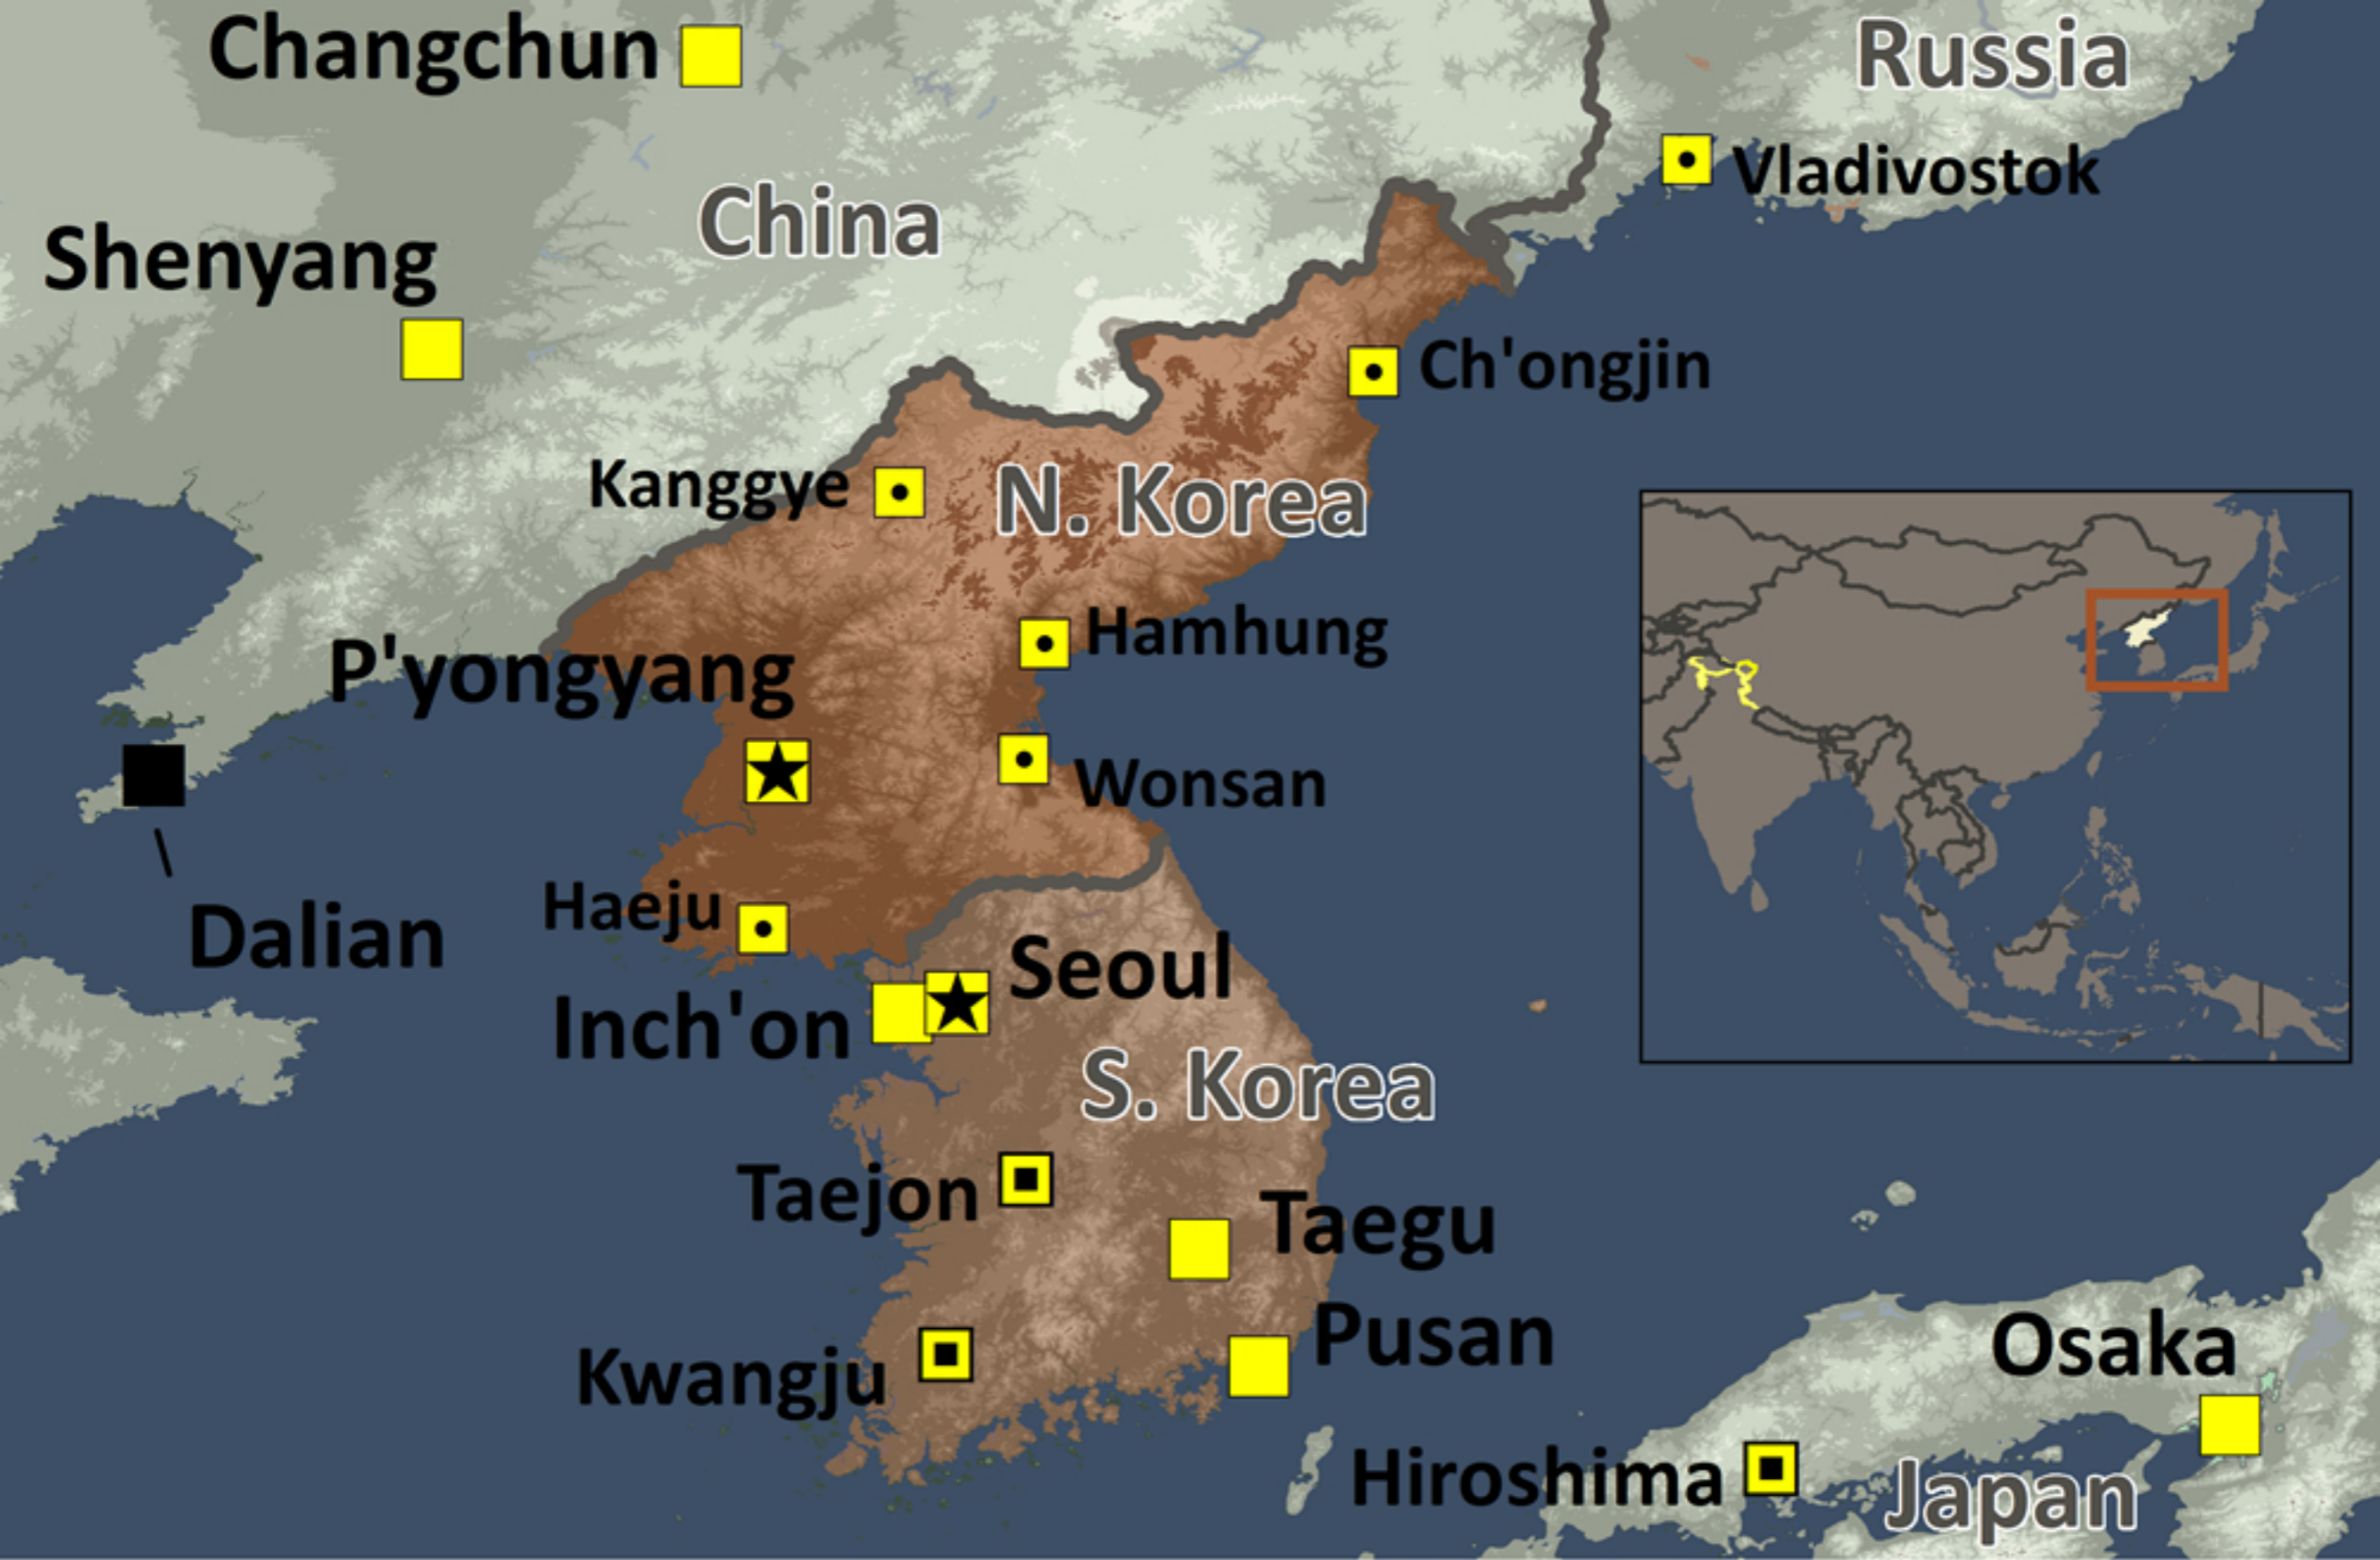 Changchun
Russia
Vladivostok
China
Shenyang
Ch'ongjin
Kanggye
N. Korea
Hamhung
P'yongyang
Wonsan
Haeju
Dalian
Seoul
Inch'on
S. Korea
Taejon
Taegu
Pusan
Kwangju
Osaka
Hiroshima
Japan